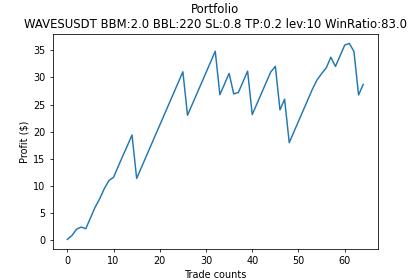 Portfolio
WAVESUSDT BBM:2.0 BBL:220 SL:0.8 TP:0.2 lev:10 WinRatio:83.0
35
30
25
20
15
10
5
0
Profit ($)
0 10 20 30 40 50 60
Trade counts